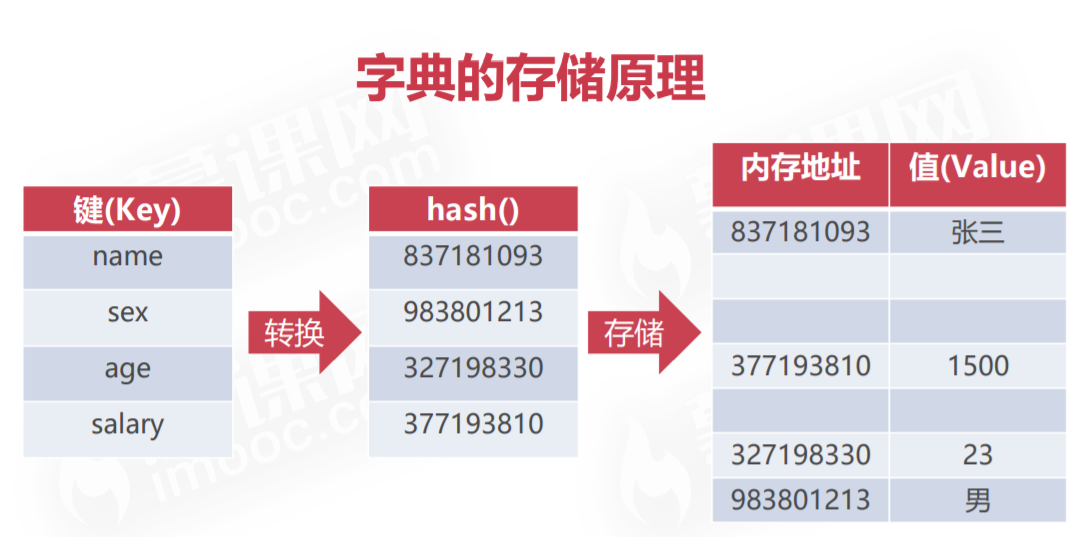 字典的存储原理
键(Key)
name
sex
age
salary
转换
hash()
837181093
983801213
327198330
377193810
存储
内存地址 值(Value)
837181093 张三
377193810 1500
327198330 23
983801213 男
慕课网
imooc.com